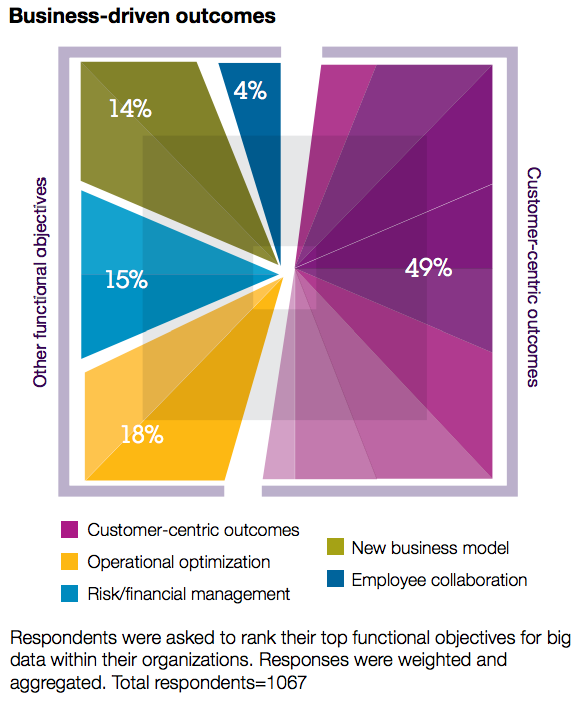 Business-driven outcomes
14%
4%
Other functional objectives
15%
49%
Customer-centric outcomes
18%
Customer-centric outcomes
Operational optimization
Risk/financial management
New business model
Employee collaboration
Respondents were asked to rank their top functional objectives for big
data within their organizations. Responses were weighted and
aggregated. Total respondents=1067